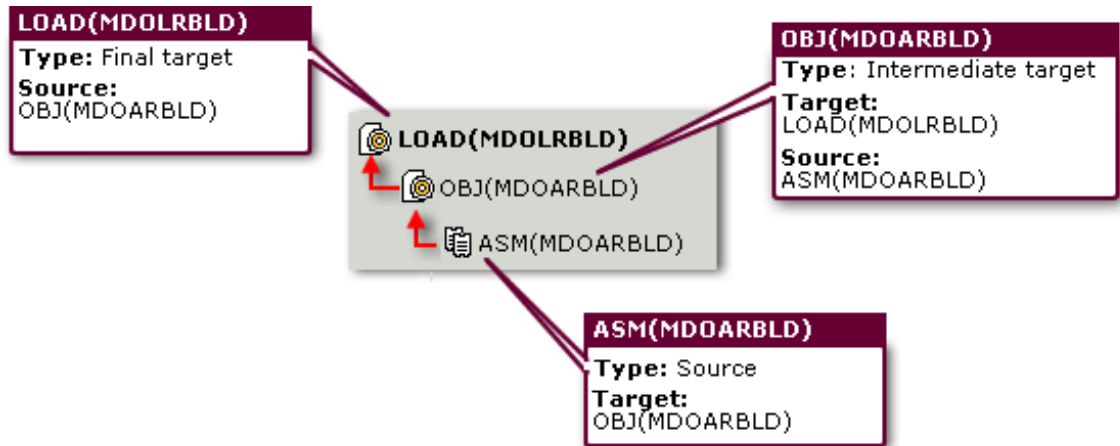 LOAD(MDOLRBLD)
Type: Final target
Source:
OBJ(MDOARBLD)
OBJ(MDOARBLD)
Type: Intermediate target
Target:
LOAD(MDOLRBLD)
Source:
ASM(MDOARBLD)
LOAD(MDOLRBLD)
OBJ(MDOARBLD)
ASM(MDOARBLD)
ASM(MDOARBLD)
Type: Source
Target:
OBJ(MDOARBLD)